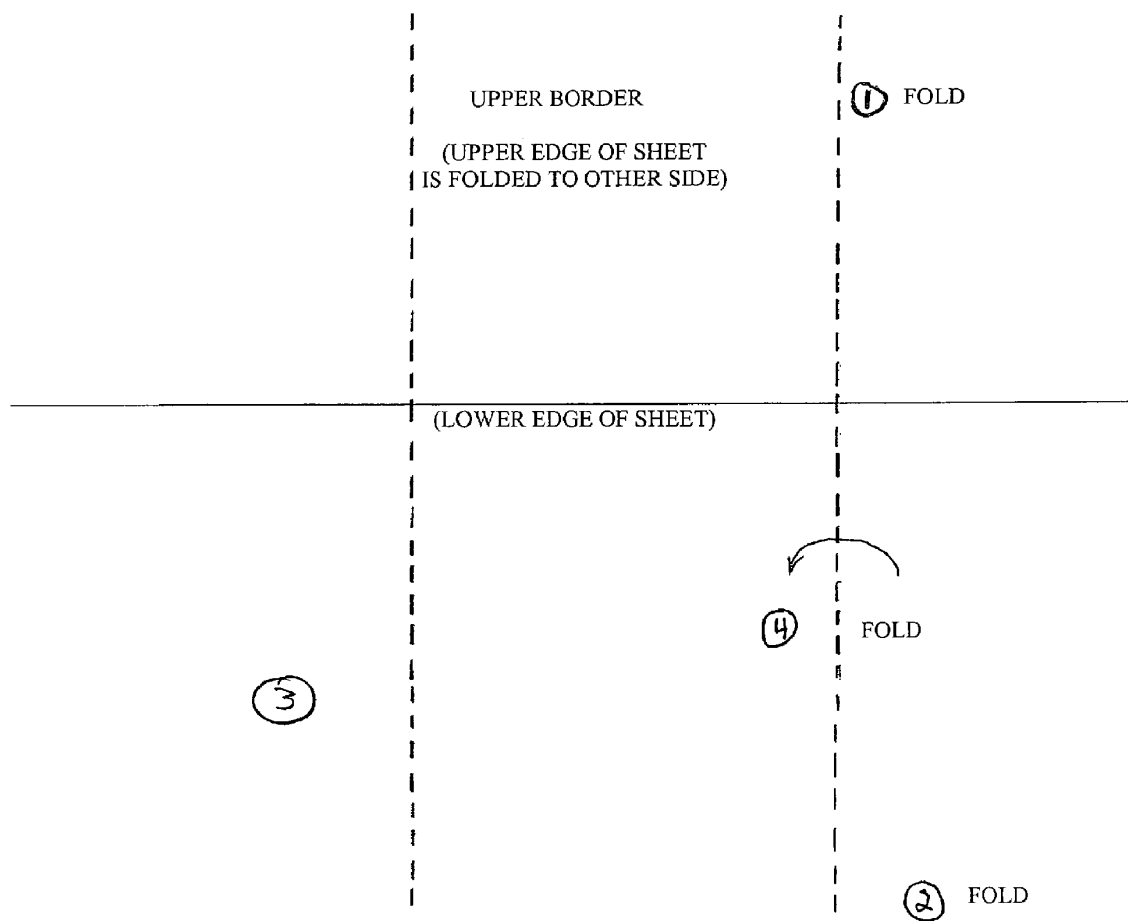 UPPER BORDER
① FOLD
(UPPER EDGE OF SHEET
IS FOLDED TO OTHER SIDE)
(LOWER EDGE OF SHEET)
④ FOLD
③
② FOLD